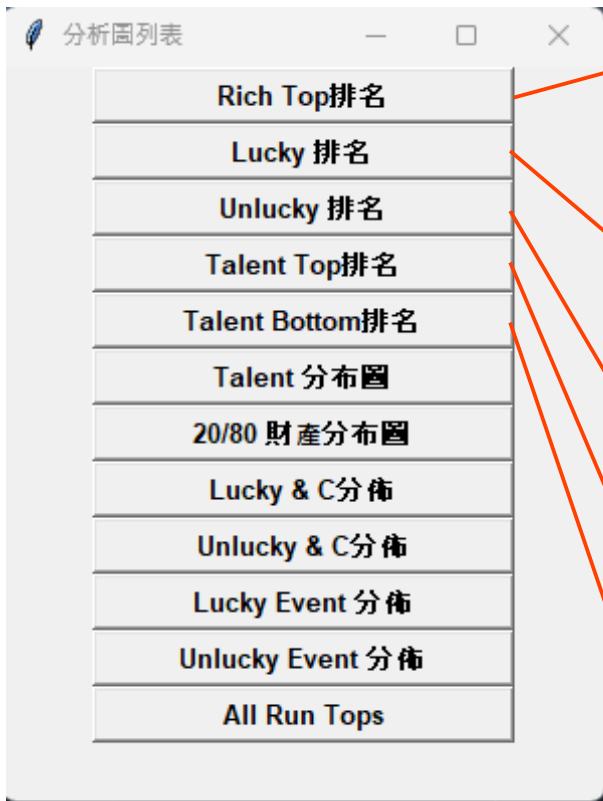 分析圖列表
Rich Top排名
Lucky 排名
Unlucky 排名
Talent Top排名
Talent Bottom排名
Talent 分布圖
20/80 財產分布圖
Lucky & C分佈
Unlucky & C分佈
Lucky Event 分佈
Unlucky Event 分佈
All Run Tops